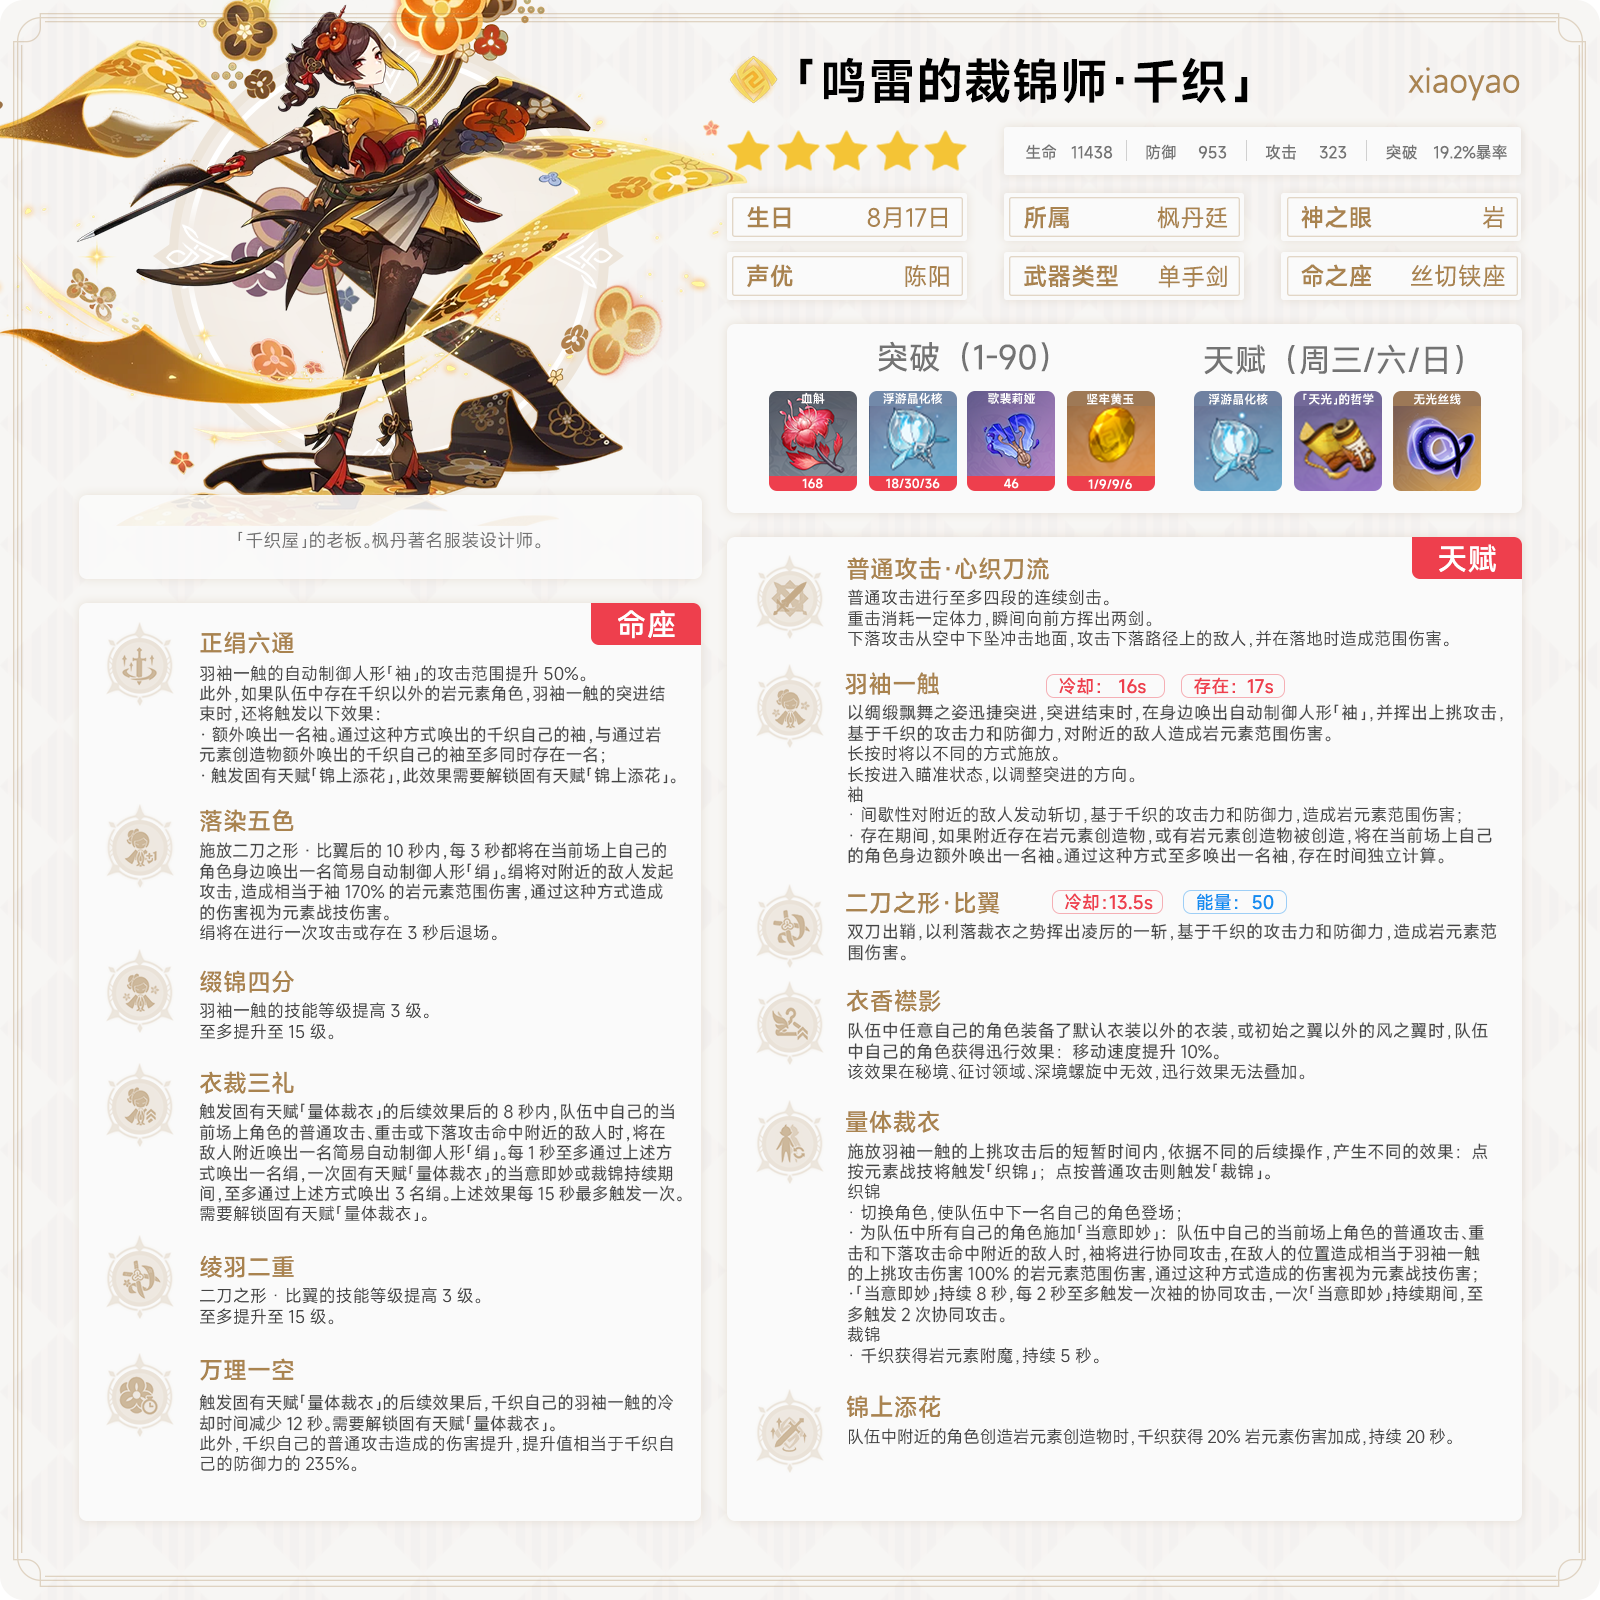 「鸣雷的裁锦师·千织」
xiaoyao
生命 11438 防御 953 攻击 323 突破 19.2%暴率
生日 8月17日
所属 枫丹廷
神之眼 岩
声优 陈阳
武器类型 单手剑
命之座 丝切铗座
突破（1-90）
血斛 浮游晶化核 歌裴莉娅 坚牢黄玉
168 18/30/36 46 1/9/9/6
天赋（周三/六/日）
浮游晶化核 「天光」的哲学 无光丝线
「千织屋」的老板。枫丹著名服装设计师。
命座
正绢六通
羽袖一触的自动制御人形「袖」的攻击范围提升 50%。
此外,如果队伍中存在千织以外的岩元素角色,羽袖一触的突进结
束时,还将触发以下效果：
· 额外唤出一名袖。通过这种方式唤出的千织自己的袖,与通过岩
元素创造物额外唤出的千织自己的袖至多同时存在一名；
· 触发固有天赋「锦上添花」,此效果需要解锁固有天赋「锦上添花」。
落染五色
施放二刀之形 · 比翼后的 10 秒内,每 3 秒都将在当前场上自己的
角色身边唤出一名简易自动制御人形「绢」。绢将对附近的敌人发起
攻击,造成相当于袖 170% 的岩元素范围伤害,通过这种方式造成
的伤害视为元素战技伤害。
绢将在进行一次攻击或存在 3 秒后退场。
缀锦四分
羽袖一触的技能等级提高 3 级。
至多提升至 15 级。
衣裁三礼
触发固有天赋「量体裁衣」的后续效果后的 8 秒内,队伍中自己的当
前场上角色的普通攻击、重击或下落攻击命中附近的敌人时,将在
敌人附近唤出一名简易自动制御人形「绢」。每 1 秒至多通过上述方
式唤出一名绢,一次固有天赋「量体裁衣」的当意即妙或裁锦持续期
间,至多通过上述方式唤出 3 名绢。上述效果每 15 秒最多触发一次。
需要解锁固有天赋「量体裁衣」。
绫羽二重
二刀之形 · 比翼的技能等级提高 3 级。
至多提升至 15 级。
万理一空
触发固有天赋「量体裁衣」的后续效果后,千织自己的羽袖一触的冷
却时间减少 12 秒。需要解锁固有天赋「量体裁衣」。
此外,千织自己的普通攻击造成的伤害提升,提升值相当于千织自
己的防御力的 235%。
天赋
普通攻击·心织刀流
普通攻击进行至多四段的连续剑击。
重击消耗一定体力,瞬间向前方挥出两剑。
下落攻击从空中下坠冲击地面,攻击下落路径上的敌人,并在落地时造成范围伤害。
羽袖一触 冷却： 16s 存在：17s
以绸缎飘舞之姿迅捷突进,突进结束时,在身边唤出自动制御人形「袖」,并挥出上挑攻击,
基于千织的攻击力和防御力,对附近的敌人造成岩元素范围伤害。
长按时将以不同的方式施放。
长按进入瞄准状态,以调整突进的方向。
袖
· 间歇性对附近的敌人发动斩切,基于千织的攻击力和防御力,造成岩元素范围伤害；
· 存在期间,如果附近存在岩元素创造物,或有岩元素创造物被创造,将在当前场上自己
的角色身边额外唤出一名袖。通过这种方式至多唤出一名袖,存在时间独立计算。
二刀之形·比翼 冷却:13.5s 能量：50
双刀出鞘,以利落裁衣之势挥出凌厉的一斩,基于千织的攻击力和防御力,造成岩元素范
围伤害。
衣香襟影
队伍中任意自己的角色装备了默认衣装以外的衣装,或初始之翼以外的风之翼时,队伍
中自己的角色获得迅行效果：移动速度提升 10%。
该效果在秘境、征讨领域、深境螺旋中无效,迅行效果无法叠加。
量体裁衣
施放羽袖一触的上挑攻击后的短暂时间内,依据不同的后续操作,产生不同的效果：点
按元素战技将触发「织锦」；点按普通攻击则触发「裁锦」。
织锦
· 切换角色,使队伍中下一名自己的角色登场；
· 为队伍中所有自己的角色施加「当意即妙」：队伍中自己的当前场上角色的普通攻击、重
击和下落攻击命中附近的敌人时,袖将进行协同攻击,在敌人的位置造成相当于羽袖一触
的上挑攻击伤害 100% 的岩元素范围伤害,通过这种方式造成的伤害视为元素战技伤害；
·「当意即妙」持续 8 秒,每 2 秒至多触发一次袖的协同攻击,一次「当意即妙」持续期间,至
多触发 2 次协同攻击。
裁锦
· 千织获得岩元素附魔,持续 5 秒。
锦上添花
队伍中附近的角色创造岩元素创造物时,千织获得 20% 岩元素伤害加成,持续 20 秒。